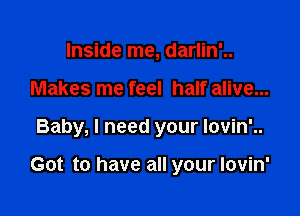 Inside me, darlin'..
Makes me feel half alive...
Baby, I need your lovin'..
Got to have all your lovin'